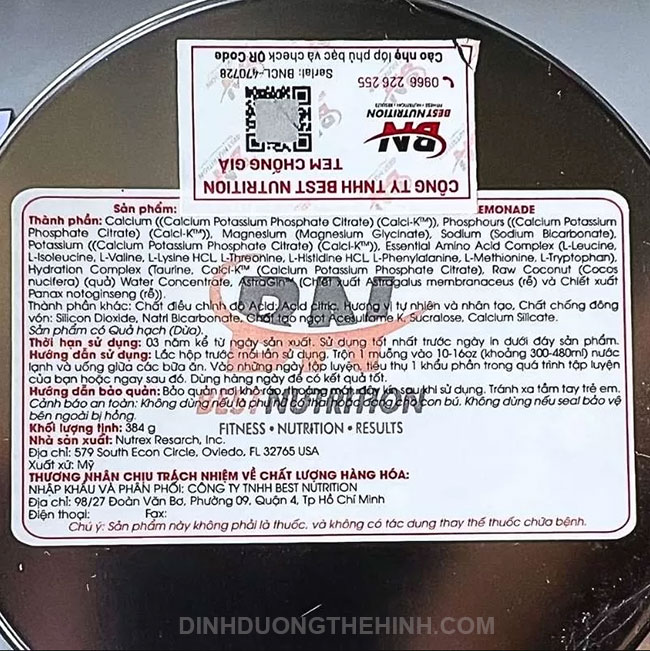 Cào nhẹ lớp phủ bạc và check QR Code
Serial: BNCL-470728
0966 226 255
BN
BESTNUTRITION
FITNESS • NUTRITION • RESULTS
TEM CHỐNG GIẢ
CÔNG TY TNHH BEST NUTRITION
Sản phẩm: LEMONADE
Thành phần: Calcium ((Calcium Potassium Phosphate Citrate) (Calci-K™)), Phosphours ((Calcium Potassium
Phosphate Citrate) (Calci-K™)), Magnesium (Magnesium Glycinate), Sodium (Sodium Bicarbonate),
Potassium ((Calcium Potassium Phosphate Citrate) (Calci-K™)), Essential Amino Acid Complex (L-Leucine,
L-Isoleucine, L-Valine, L-Lysine HCL, L-Threonine, L-Histidine HCL, L-Phenylalanine, L-Methionine, L-Tryptophan),
Hydration Complex (Taurine, Calci-K™ (Calcium Potassium Phosphate Citrate), Raw Coconut (Cocos
nucifera) (quả) Water Concentrate, AstraGin® (Chiết xuất Astragalus membranaceus (rễ) và Chiết xuất
Panax notoginseng (rễ)).
Thành phần khác: Chất điều chỉnh độ Axit: Acid citric, Hương vị tự nhiên và nhân tạo, Chất chống đông
vón: Silicon Dioxide, Natri Bicarbonate, Chất tạo ngọt: Acesulfame K, Sucralose, Calcium Silicate.
Sản phẩm có Quả hạch (Dừa).
Thời hạn sử dụng: 03 năm kể từ ngày sản xuất. Sử dụng tốt nhất trước ngày in dưới đáy sản phẩm.
Hướng dẫn sử dụng: Lắc hộp trước mỗi lần sử dụng. Trộn 1 muỗng vào 10-16oz (khoảng 300-480ml) nước
lạnh và uống giữa các bữa ăn. Vào những ngày tập luyện, tiêu thụ 1 khẩu phần trong quá trình tập luyện
của bạn hoặc ngay sau đó. Dùng hàng ngày để có kết quả tốt.
Hướng dẫn bảo quản: Bảo quản nơi khô ráo thoáng mát, đậy kín sau khi sử dụng. Tránh xa tầm tay trẻ em.
Cảnh báo an toàn: Không dùng nếu là phụ nữ có thai hoặc đang cho con bú. Không dùng nếu seal bảo vệ
bên ngoài bị hỏng.
BEST NUTRITION
FITNESS • NUTRITION • RESULTS
Khối lượng tịnh: 384 g
Nhà sản xuất: Nutrex Resarch, Inc.
Địa chỉ: 579 South Econ Circle, Oviedo, FL 32765 USA
Xuất xứ: Mỹ
THƯƠNG NHÂN CHỊU TRÁCH NHIỆM VỀ CHẤT LƯỢNG HÀNG HÓA:
NHẬP KHẨU VÀ PHÂN PHỐI: CÔNG TY TNHH BEST NUTRITION
Địa chỉ: 98/27 Đoàn Văn Bơ, Phường 09, Quận 4, Tp Hồ Chí Minh
Điện thoại: Fax:
Chú ý: Sản phẩm này không phải là thuốc, và không có tác dụng thay thế thuốc chữa bệnh.
DINHDUONGTHEHINH.COM